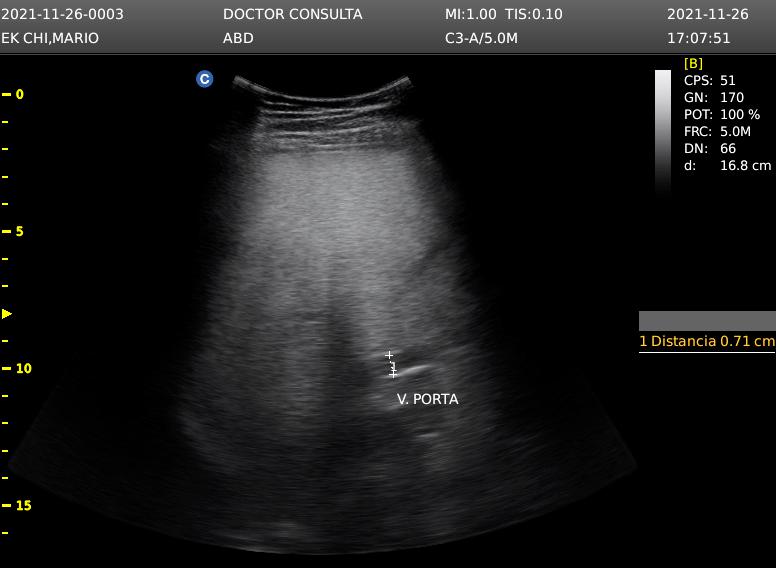 2021-11-26-0003 DOCTOR CONSULTA MI:1.00 TIS:0.10 2021-11-26
EK CHI,MARIO ABD C3-A/5.0M 17:07:51
C
[B]
CPS: 51
GN: 170
POT: 100 %
FRC: 5.0M
DN: 66
d: 16.8 cm
0
5
10
15
1
V. PORTA
1 Distancia 0.71 cm